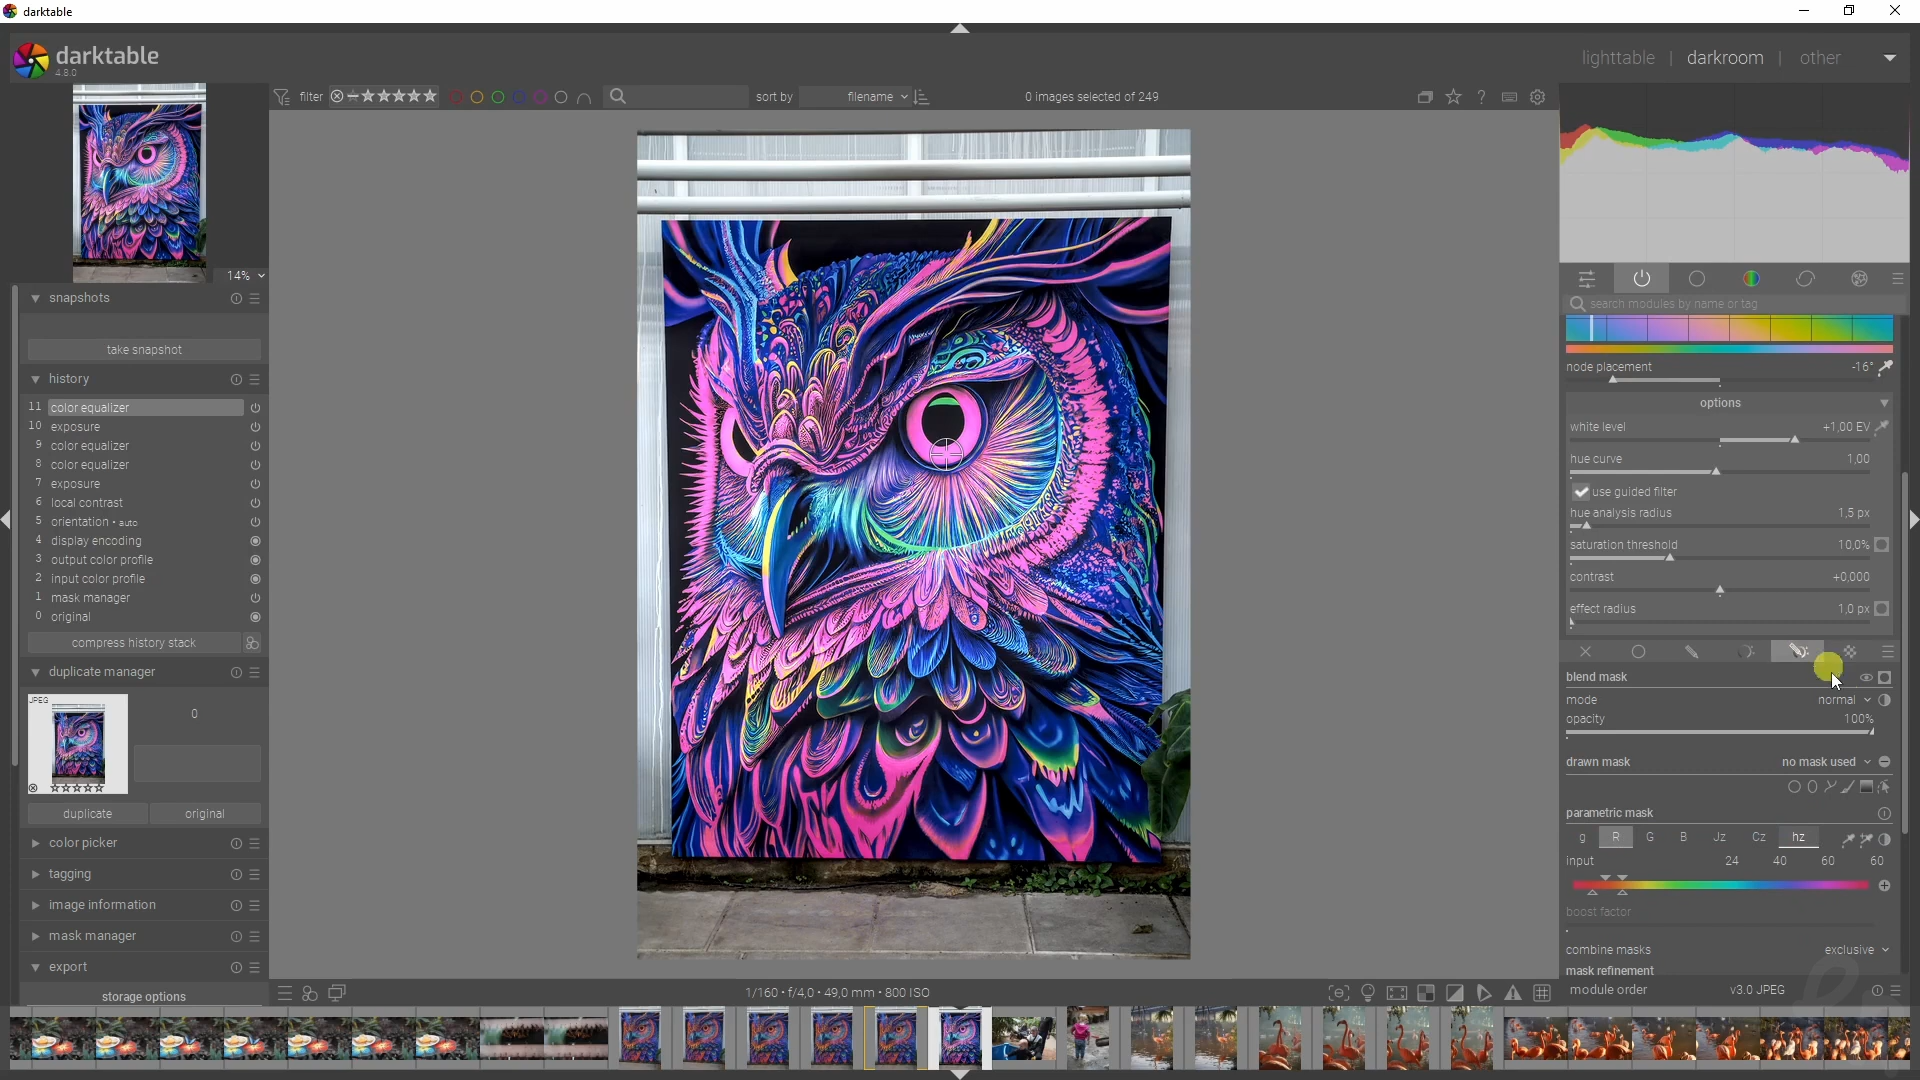 darktable
darktable
4.8.0
lighttable | darkroom | other
filter
sort by filename
0 images selected of 249
14%
snapshots
take snapshot
history
11 color equalizer
10 exposure
9 color equalizer
8 color equalizer
7 exposure
6 local contrast
5 orientation • auto
4 display encoding
3 output color profile
2 input color profile
1 mask manager
0 original
compress history stack
duplicate manager
JPEG
0
duplicate original
color picker
tagging
image information
mask manager
export
storage options
1/160 • f/4,0 • 49,0 mm • 800 ISO
search modules by name or tag
node placement -16°
options
white level +1,00 EV
hue curve 1,00
use guided filter
hue analysis radius 1,5 px
saturation threshold 10,0%
contrast +0,000
effect radius 1,0 px
blend mask
mode normal
opacity 100%
drawn mask no mask used
parametric mask
g R G B Jz Cz hz
input 24 40 60 60
boost factor
combine masks exclusive
mask refinement
module order v3.0 JPEG